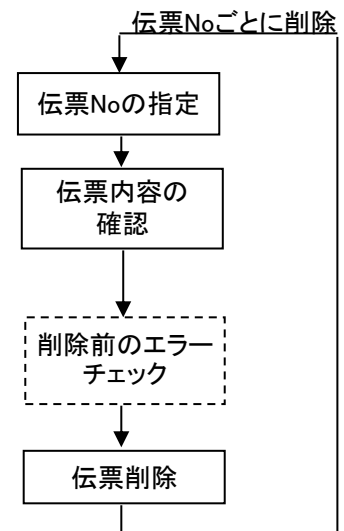 伝票Noごとに削除
伝票Noの指定
伝票内容の
確認
削除前のエラー
チェック
伝票削除